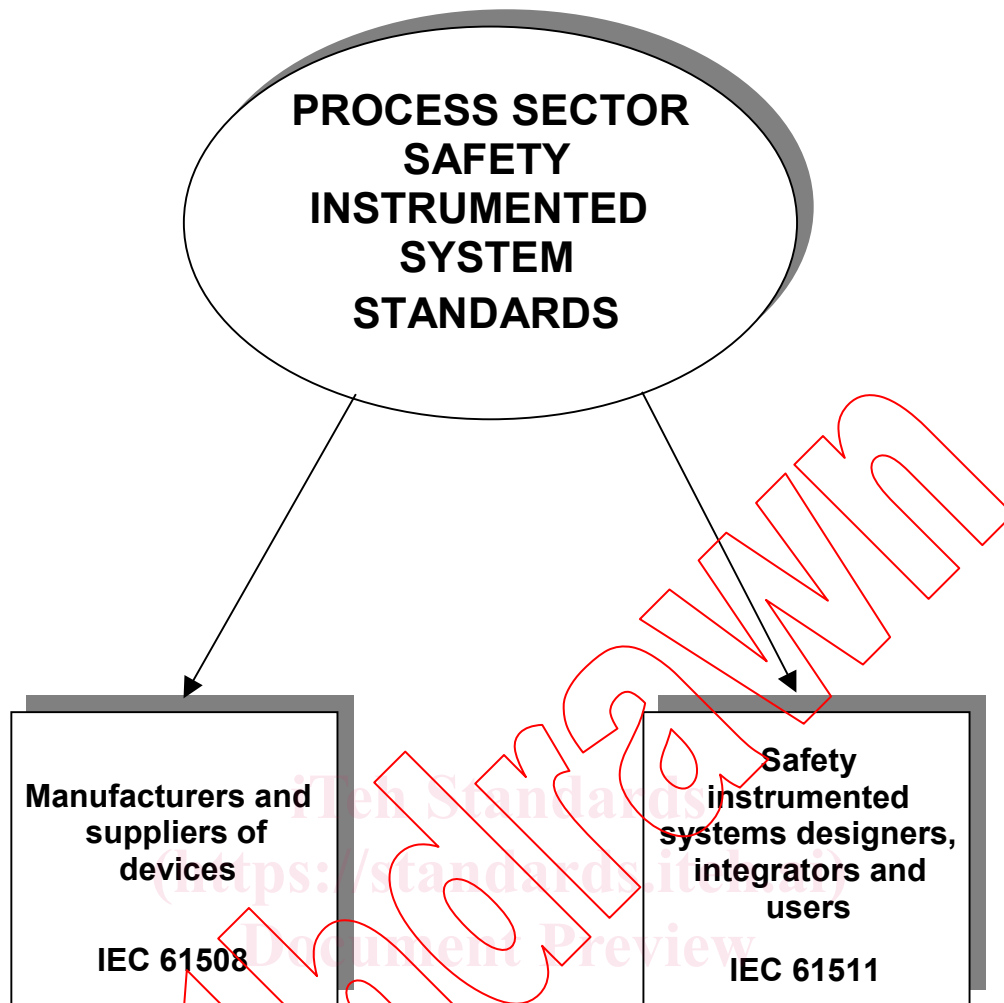 PROCESS SECTOR
SAFETY
INSTRUMENTED
SYSTEM
STANDARDS
Manufacturers and
suppliers of
devices
IEC 61508
Safety
instrumented
systems designers,
integrators and
users
IEC 61511
iTeh Standards
(https://standards.iteh.ai)
Document Preview
hdrawn